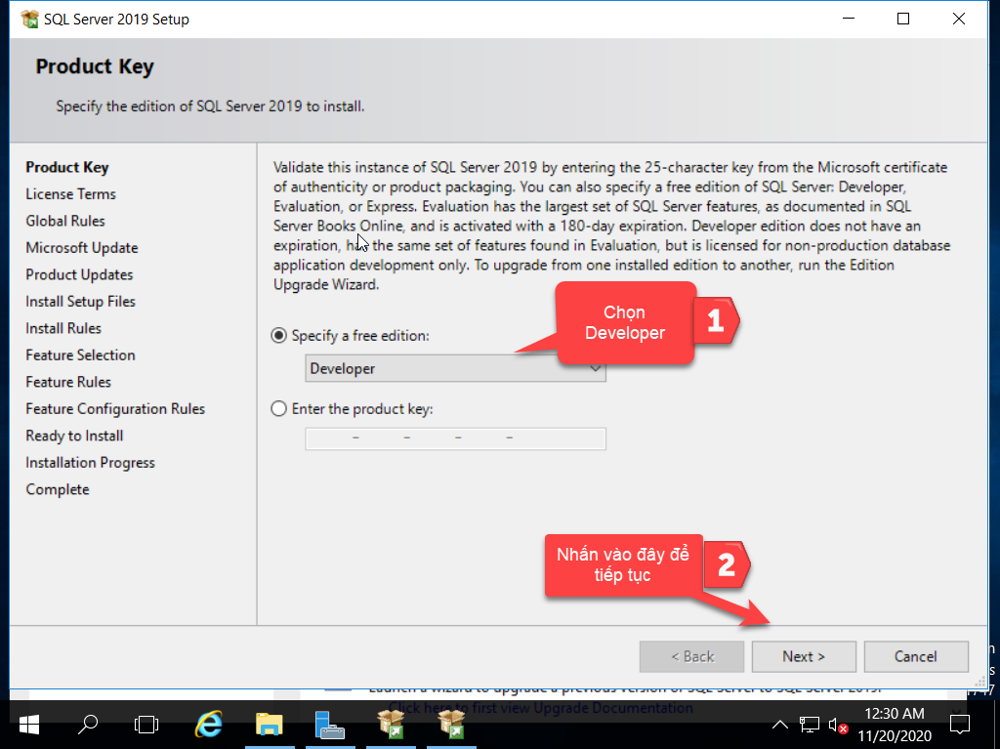 SQL Server 2019 Setup
Product Key
Specify the edition of SQL Server 2019 to install.
Product Key
License Terms
Global Rules
Microsoft Update
Product Updates
Install Setup Files
Install Rules
Feature Selection
Feature Rules
Feature Configuration Rules
Ready to Install
Installation Progress
Complete
Validate this instance of SQL Server 2019 by entering the 25-character key from the Microsoft certificate
of authenticity or product packaging. You can also specify a free edition of SQL Server: Developer,
Evaluation, or Express. Evaluation has the largest set of SQL Server features, as documented in SQL
Server Books Online, and is activated with a 180-day expiration. Developer edition does not have an
expiration, has the same set of features found in Evaluation, but is licensed for non-production database
application development only. To upgrade from one installed edition to another, run the Edition
Upgrade Wizard.
Chọn
Developer
1
Specify a free edition:
Developer
Enter the product key:
– – – –
Nhấn vào đây để
tiếp tục
2
< Back
Next >
Cancel
Launch a wizard to upgrade a previous version of SQL Server to SQL Server 2019.
Click here to first view Upgrade Documentation
12:30 AM
11/20/2020